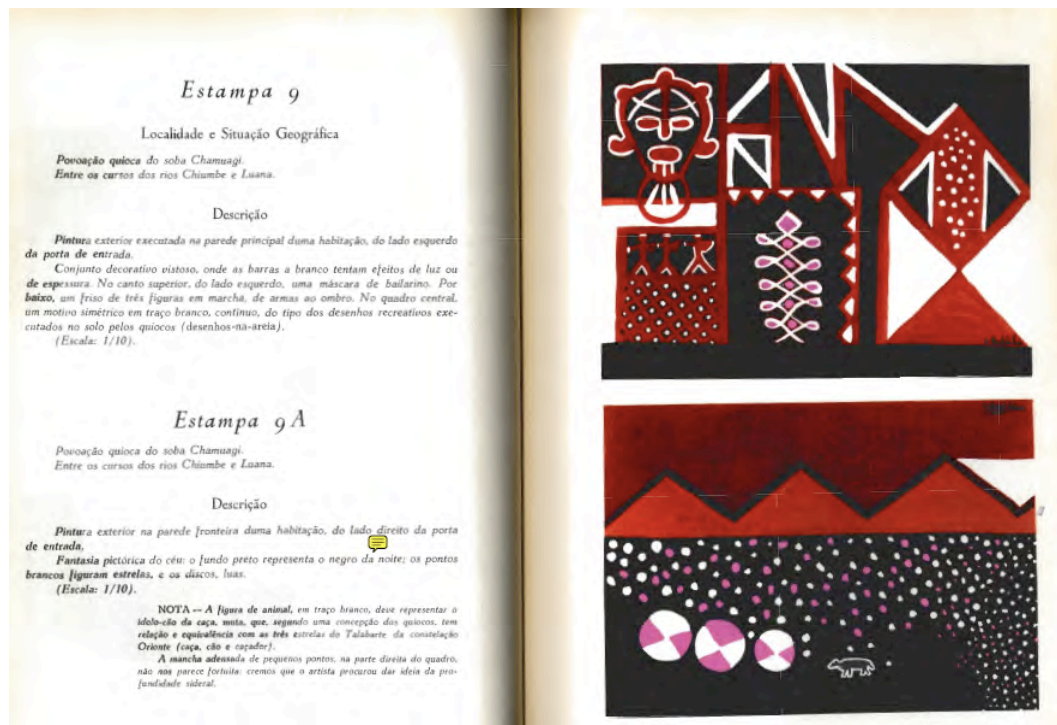 Estampa 9
Localidade e Situação Geográfica
Povoação quioca do soba Chamuagi.
Entre os cursos dos rios Chiumbe e Luana.
Descrição
Pintura exterior executada na parede principal duma habitação, do lado esquerdo
da porta de entrada.
Conjunto decorativo vistoso, onde as barras a branco tentam efeitos de luz ou
de espessura. No canto superior, do lado esquerdo, uma máscara de bailarino. Por
baixo, um friso de três figuras em marcha, de armas ao ombro. No quadro central,
um motivo simétrico em traço branco, contínuo, do tipo dos desenhos recreativos exe-
cutados no solo pelos quiocos (desenhos-na-areia).
(Escala: 1/10).
Estampa 9 A
Povoação quioca do soba Chamuagi.
Entre os cursos dos rios Chiumbe e Luana.
Descrição
Pintura exterior na parede fronteira duma habitação, do lado direito da porta
de entrada.
Fantasia pictórica do céu: o fundo preto representa o negro da noite; os pontos
brancos figuram estrelas, e os discos, luas.
(Escala: 1/10).
NOTA — A figura de animal, em traço branco, deve representar o
ídolo-cão da caça, muta, que, segundo uma concepção dos quiocos, tem
relação e equivalência com as três estrelas do Talabarte da constelação
Orionte (caça, cão e caçador).
A mancha adensada de pequenos pontos, na parte direita do quadro,
não nos parece fortuita: cremos que o artista procurou dar ideia da pro-
fundidade sideral.